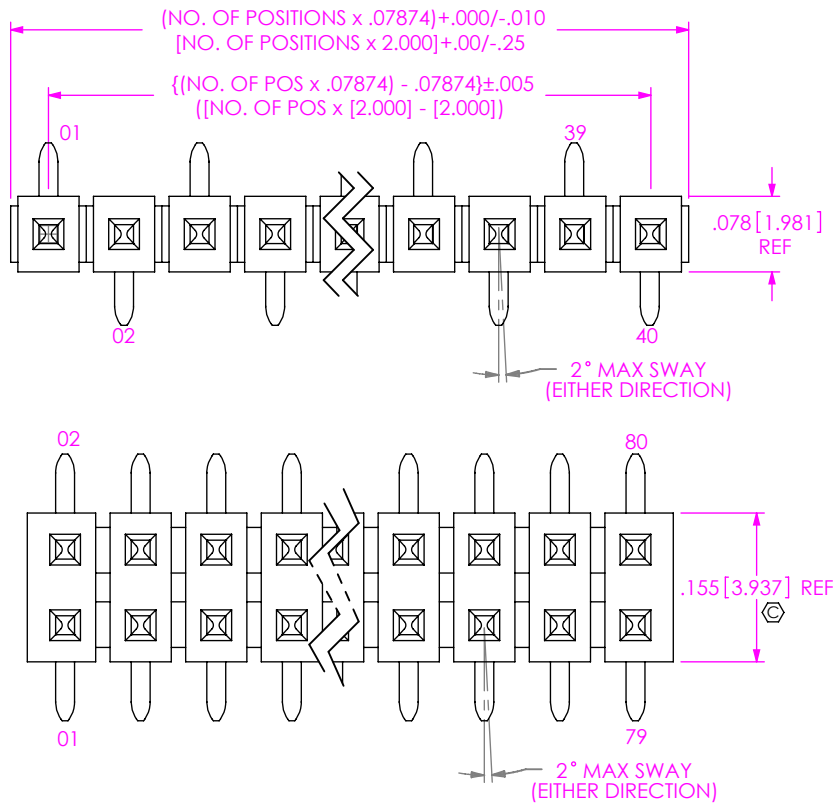 (NO. OF POSITIONS x .07874)+.000/-.010
[NO. OF POSITIONS x 2.000]+.00/-.25
{(NO. OF POS x .07874) - .07874}±.005
([NO. OF POS x [2.000] - [2.000])
01
39
.078[1.981]
REF
02
40
2° MAX SWAY
(EITHER DIRECTION)
02
80
.155[3.937] REF
C
01
79
2° MAX SWAY
(EITHER DIRECTION)